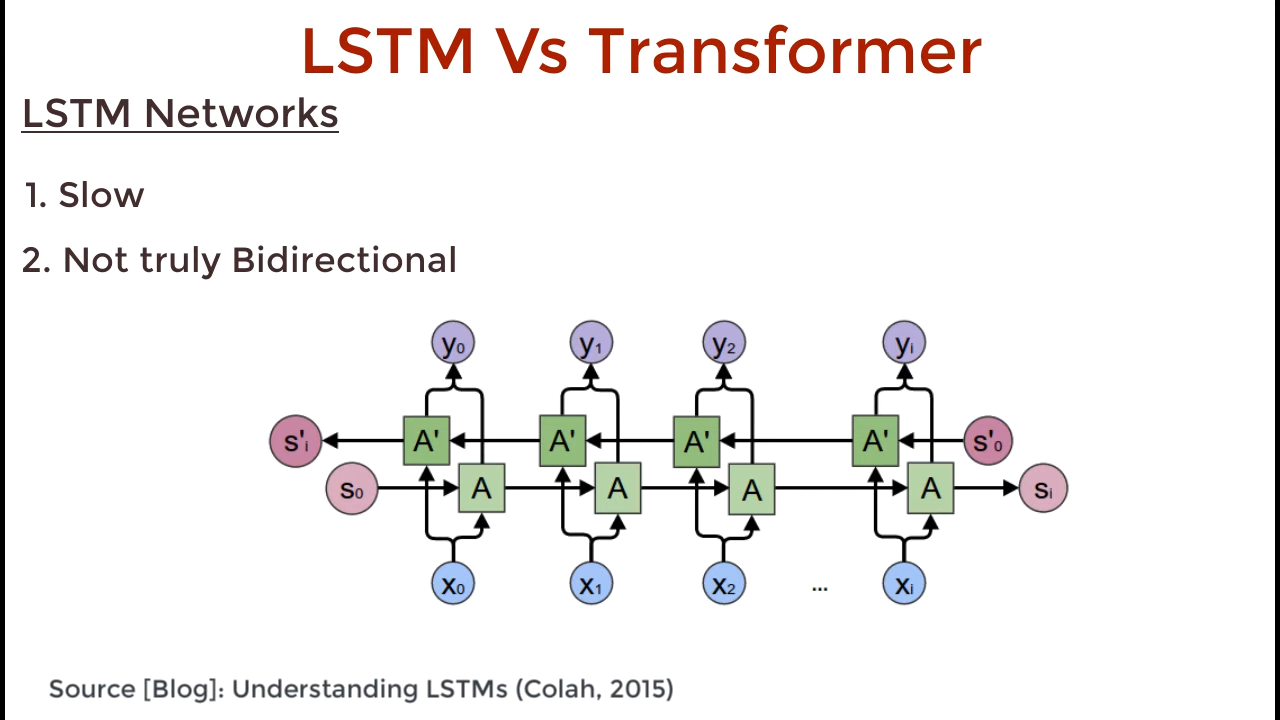 LSTM Vs Transformer
LSTM Networks
1. Slow
2. Not truly Bidirectional
y₀ y₁ y₂ yᵢ
s'ᵢ A' A' A' A' s'₀
s₀ A A A A sᵢ
x₀ x₁ x₂ ... xᵢ
Source [Blog]: Understanding LSTMs (Colah, 2015)